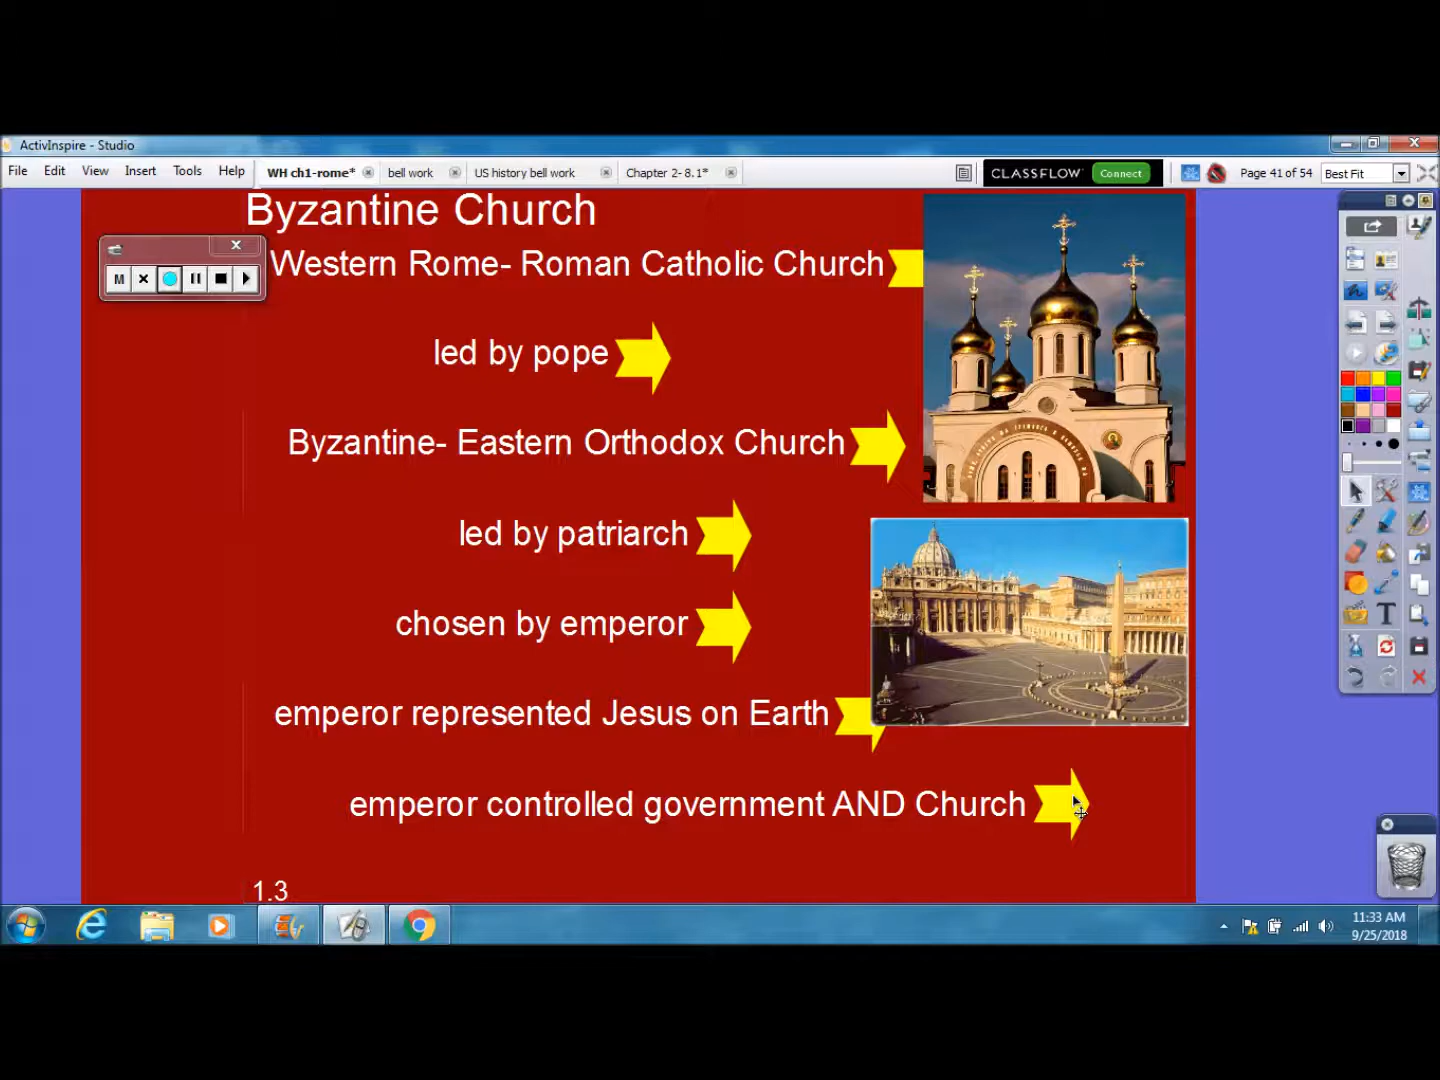 ActivInspire - Studio
File Edit View Insert Tools Help
WH ch1-rome* bell work US history bell work Chapter 2- 8.1*
CLASSFLOW Connect
Page 41 of 54 Best Fit
Byzantine Church
M
Western Rome- Roman Catholic Church
led by pope
Byzantine- Eastern Orthodox Church
led by patriarch
chosen by emperor
emperor represented Jesus on Earth
emperor controlled government AND Church
1.3
T
11:33 AM
9/25/2018